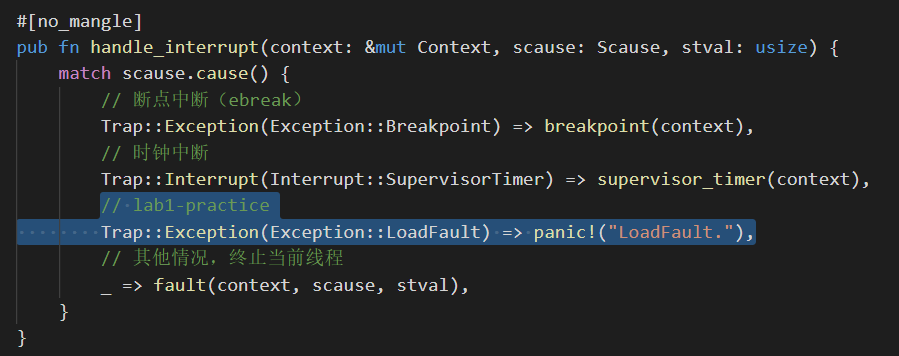 #[no_mangle]
pub fn handle_interrupt(context: &mut Context, scause: Scause, stval: usize) {
    match scause.cause() {
        // 断点中断（ebreak）
        Trap::Exception(Exception::Breakpoint) => breakpoint(context),
        // 时钟中断
        Trap::Interrupt(Interrupt::SupervisorTimer) => supervisor_timer(context),
        // lab1-practice
        Trap::Exception(Exception::LoadFault) => panic!("LoadFault."),
        // 其他情况，终止当前线程
        _ => fault(context, scause, stval),
    }
}